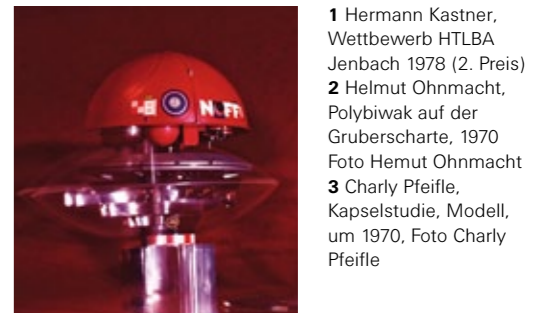 1 Hermann Kastner,
Wettbewerb HTLBA
Jenbach 1978 (2. Preis)
2 Helmut Ohnmacht,
Polybiwak auf der
Gruberscharte, 1970
Foto Hemut Ohnmacht
3 Charly Pfeifle,
Kapselstudie, Modell,
um 1970, Foto Charly
Pfeifle